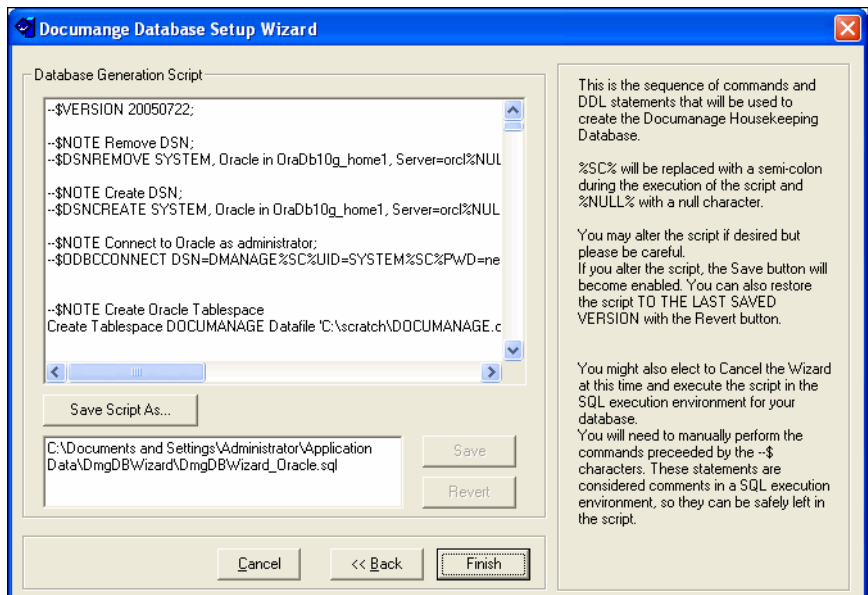 Documange Database Setup Wizard
Database Generation Script
--$VERSION 20050722;
--$NOTE Remove DSN;
--$DSNREMOVE SYSTEM, Oracle in OraDb10g_home1, Server=orcl%NUL
--$NOTE Create DSN;
--$DSNCREATE SYSTEM, Oracle in OraDb10g_home1, Server=orcl%NUL
--$NOTE Connect to Oracle as administrator;
--$ODBCCONNECT DSN=DMANAGE%SC%UID=SYSTEM%SC%PWD=ne
--$NOTE Create Oracle Tablespace
Create Tablespace DOCUMANAGE Datafile 'C:\scratch\DOCUMANAGE.c
Save Script As...
C:\Documents and Settings\Administrator\Application
Data\DmgDBWizard\DmgDBWizard_Oracle.sql
Save
Revert
Cancel
<< Back
Finish
This is the sequence of commands and
DDL statements that will be used to
create the Documanage Housekeeping
Database.
%SC% will be replaced with a semi-colon
during the execution of the script and
%NULL% with a null character.
You may alter the script if desired but
please be careful.
If you alter the script, the Save button will
become enabled. You can also restore
the script TO THE LAST SAVED
VERSION with the Revert button.
You might also elect to Cancel the Wizard
at this time and execute the script in the
SQL execution environment for your
database.
You will need to manually perform the
commands preceeded by the --$
characters. These statements are
considered comments in a SQL execution
environment, so they can be safely left in
the script.